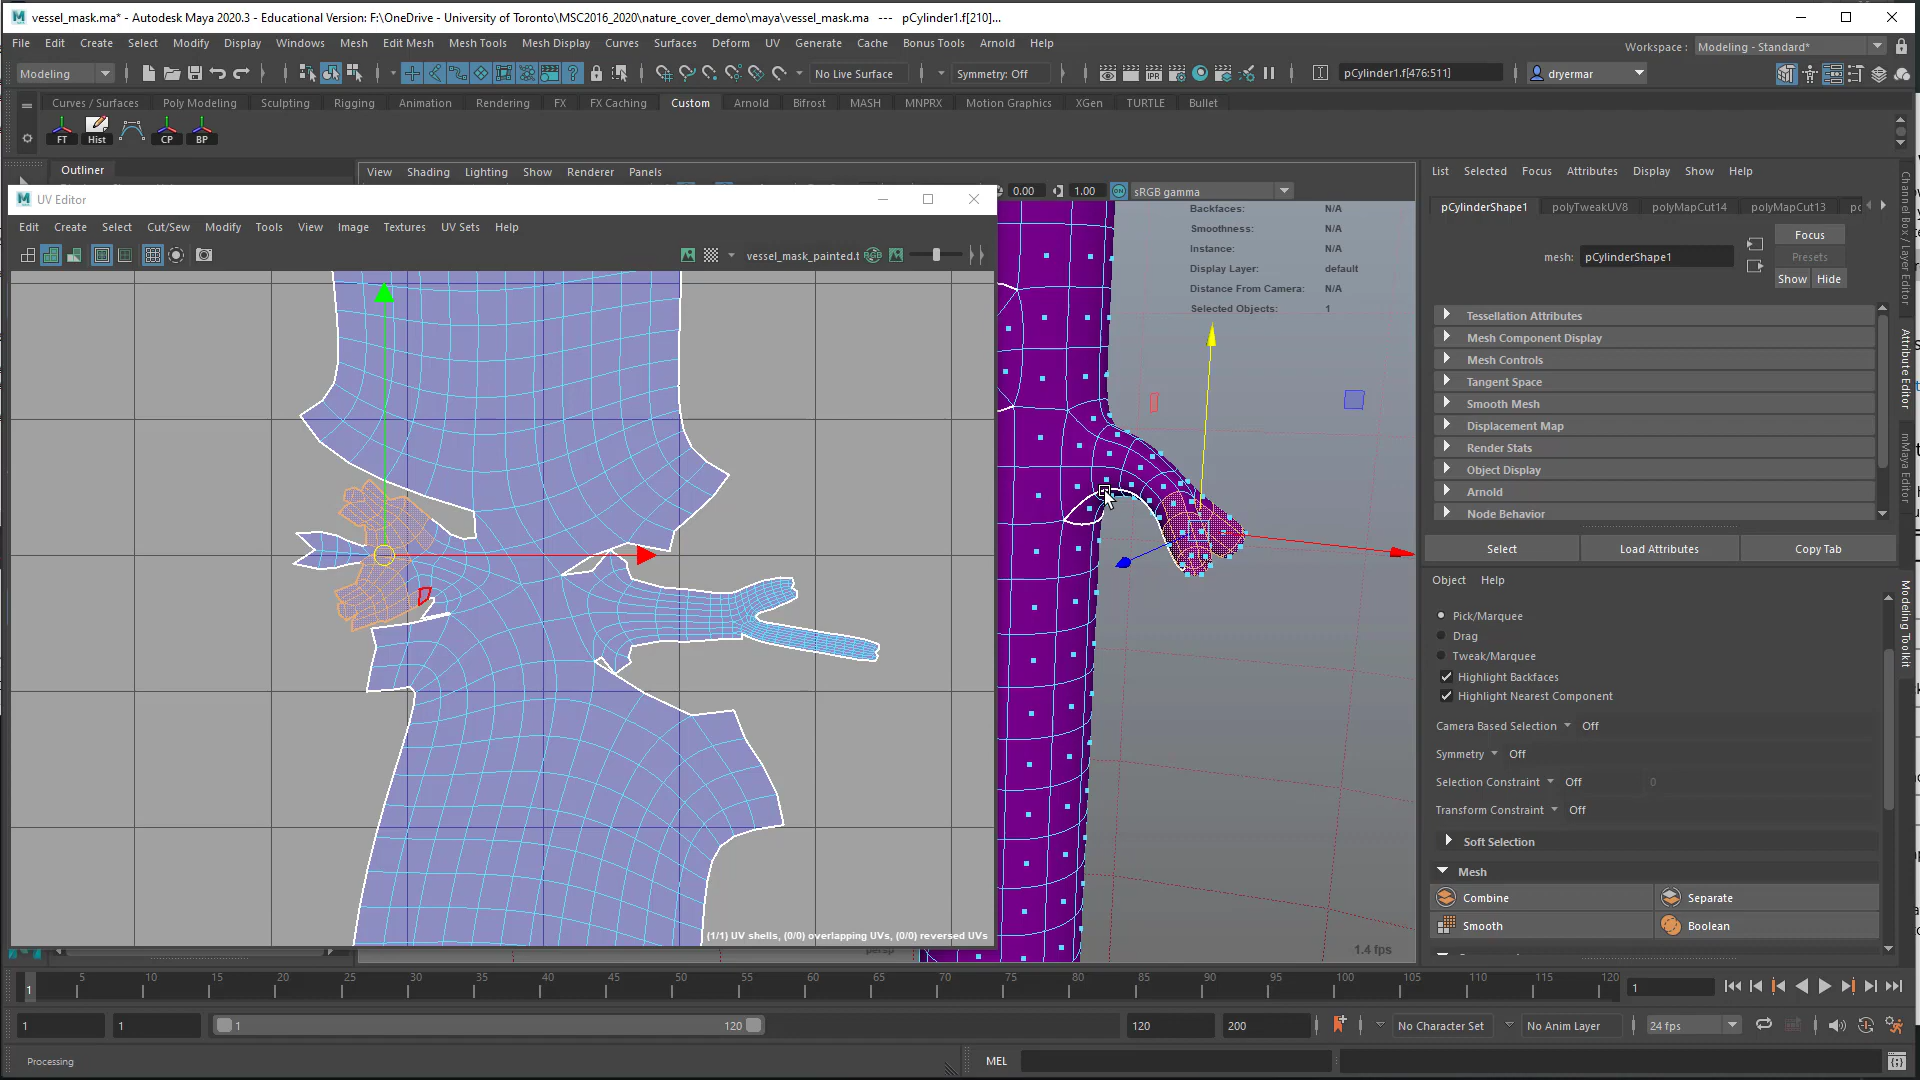 vessel_mask.ma* - Autodesk Maya 2020.3 - Educational Version: F:\OneDrive - University of Toronto\MSC2016_2020\nature_cover_demo\maya\vessel_mask.ma --- pCylinder1.f[210]...
File Edit Create Select Modify Display Windows Mesh Edit Mesh Mesh Tools Mesh Display Curves Surfaces Deform UV Generate Cache Bonus Tools Arnold Help
Workspace : Modeling - Standard*
Modeling No Live Surface Symmetry: Off pCylinder1.f[476:511] dryermar
Curves / Surfaces Poly Modeling Sculpting Rigging Animation Rendering FX FX Caching Custom Arnold Bifrost MASH MNPRX Motion Graphics XGen TURTLE Bullet
FT Hist CP BP
Outliner
View Shading Lighting Show Renderer Panels
List Selected Focus Attributes Display Show Help
UV Editor
0.00 1.00 sRGB gamma
pCylinderShape1 polyTweakUV8 polyMapCut14 polyMapCut13
Edit Create Select Cut/Sew Modify Tools View Image Textures UV Sets Help
vessel_mask_painted.t
Backfaces: N/A
Smoothness: N/A
Instance: N/A
Display Layer: default
Distance From Camera: N/A
Selected Objects: 1
Focus
mesh: pCylinderShape1
Presets
Show Hide
Tessellation Attributes
Mesh Component Display
Mesh Controls
Tangent Space
Smooth Mesh
Displacement Map
Render Stats
Object Display
Arnold
Node Behavior
Select Load Attributes Copy Tab
Object Help
Pick/Marquee
Drag
Tweak/Marquee
Highlight Backfaces
Highlight Nearest Component
Camera Based Selection Off
Symmetry Off
Selection Constraint Off 0
Transform Constraint Off
Soft Selection
Mesh
Combine Separate
Smooth Boolean
Channel Box / Layer Editor
Attribute Editor
mMaya Editor
Modeling Toolkit
(1/1) UV shells, (0/0) overlapping UVs, (0/0) reversed UVs
persp
1.4 fps
1 5 10 15 20 25 30 35 40 45 50 55 60 65 70 75 80 85 90 95 100 105 110 115 120
1
1 1 1 120 120 200 No Character Set No Anim Layer 24 fps
Processing
MEL